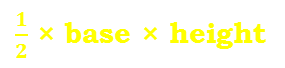 1/2 × base × height